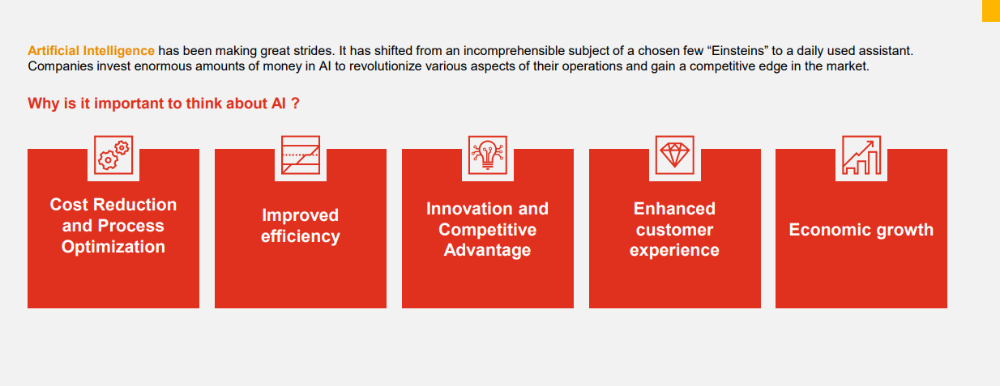 Artificial Intelligence has been making great strides. It has shifted from an incomprehensible subject of a chosen few “Einsteins” to a daily used assistant.
Companies invest enormous amounts of money in AI to revolutionize various aspects of their operations and gain a competitive edge in the market.
Why is it important to think about AI ?
Cost Reduction
and Process
Optimization
Improved
efficiency
Innovation and
Competitive
Advantage
Enhanced
customer
experience
Economic growth